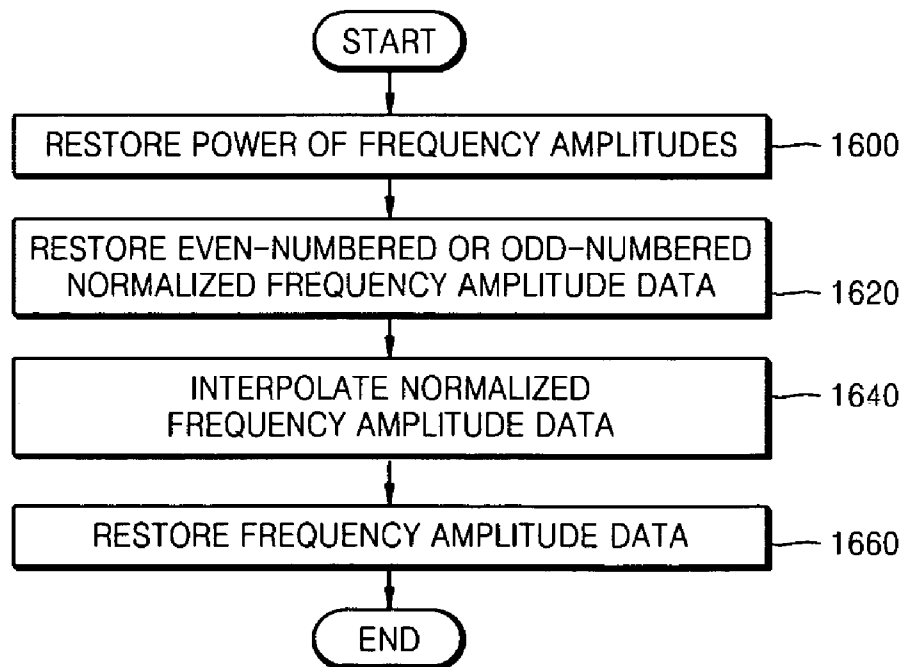 START
RESTORE POWER OF FREQUENCY AMPLITUDES
1600
RESTORE EVEN-NUMBERED OR ODD-NUMBERED
NORMALIZED FREQUENCY AMPLITUDE DATA
1620
INTERPOLATE NORMALIZED
FREQUENCY AMPLITUDE DATA
1640
RESTORE FREQUENCY AMPLITUDE DATA
1660
END